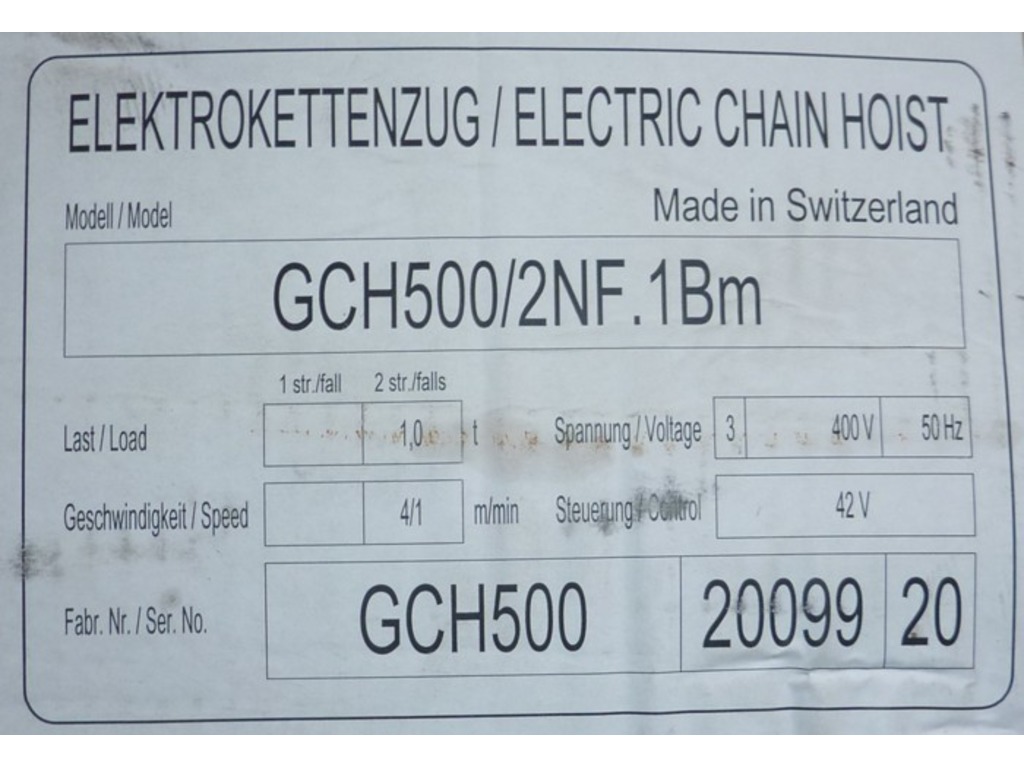 ELEKTROKETTENZUG / ELECTRIC CHAIN HOIST
Modell / Model Made in Switzerland
GCH500/2NF.1Bm
1 str./fall 2 str./falls
Last / Load 1,0 t Spannung / Voltage 3 400 V 50 Hz
Geschwindigkeit / Speed 4/1 m/min Steuerung / Control 42 V
Fabr. Nr. / Ser. No. GCH500 20099 20